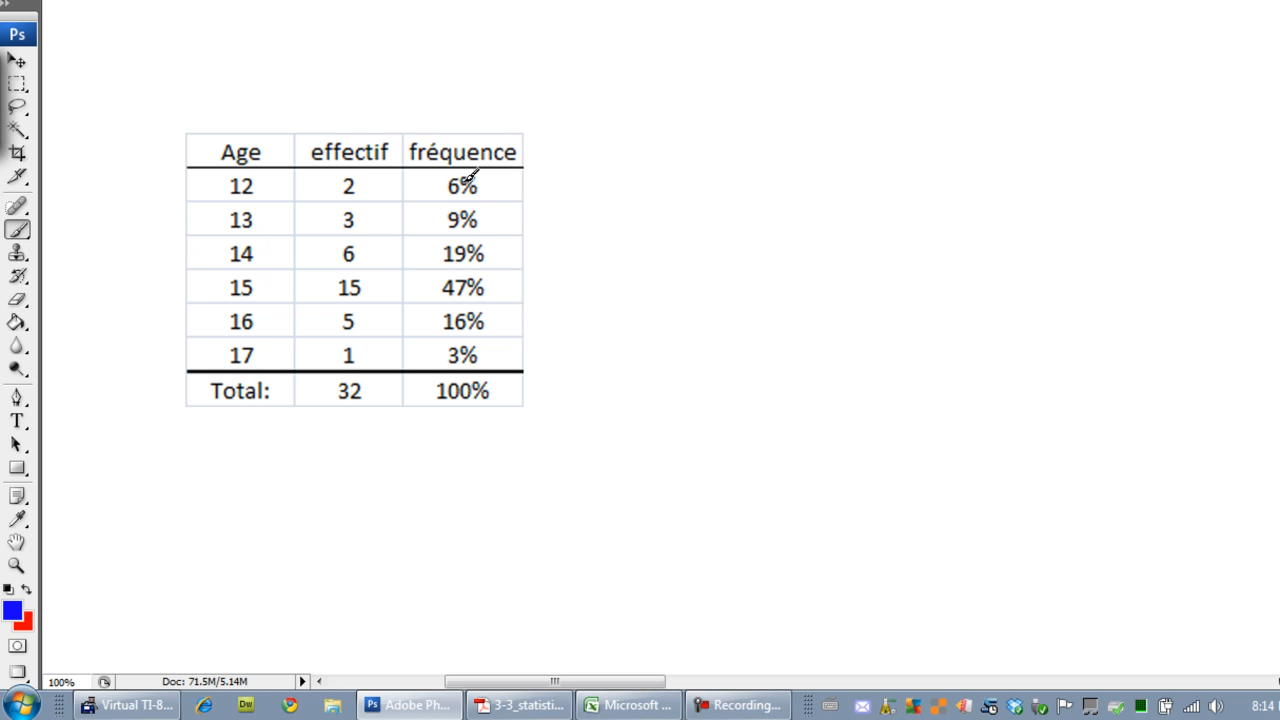 Ps
Age effectif fréquence
12 2 6%
13 3 9%
14 6 19%
15 15 47%
16 5 16%
17 1 3%
Total: 32 100%
100% Doc: 71.5M/5.14M
Virtual TI-8... Dw Ps Adobe Ph... 3-3_statisti... Microsoft ... Recording... 8:14